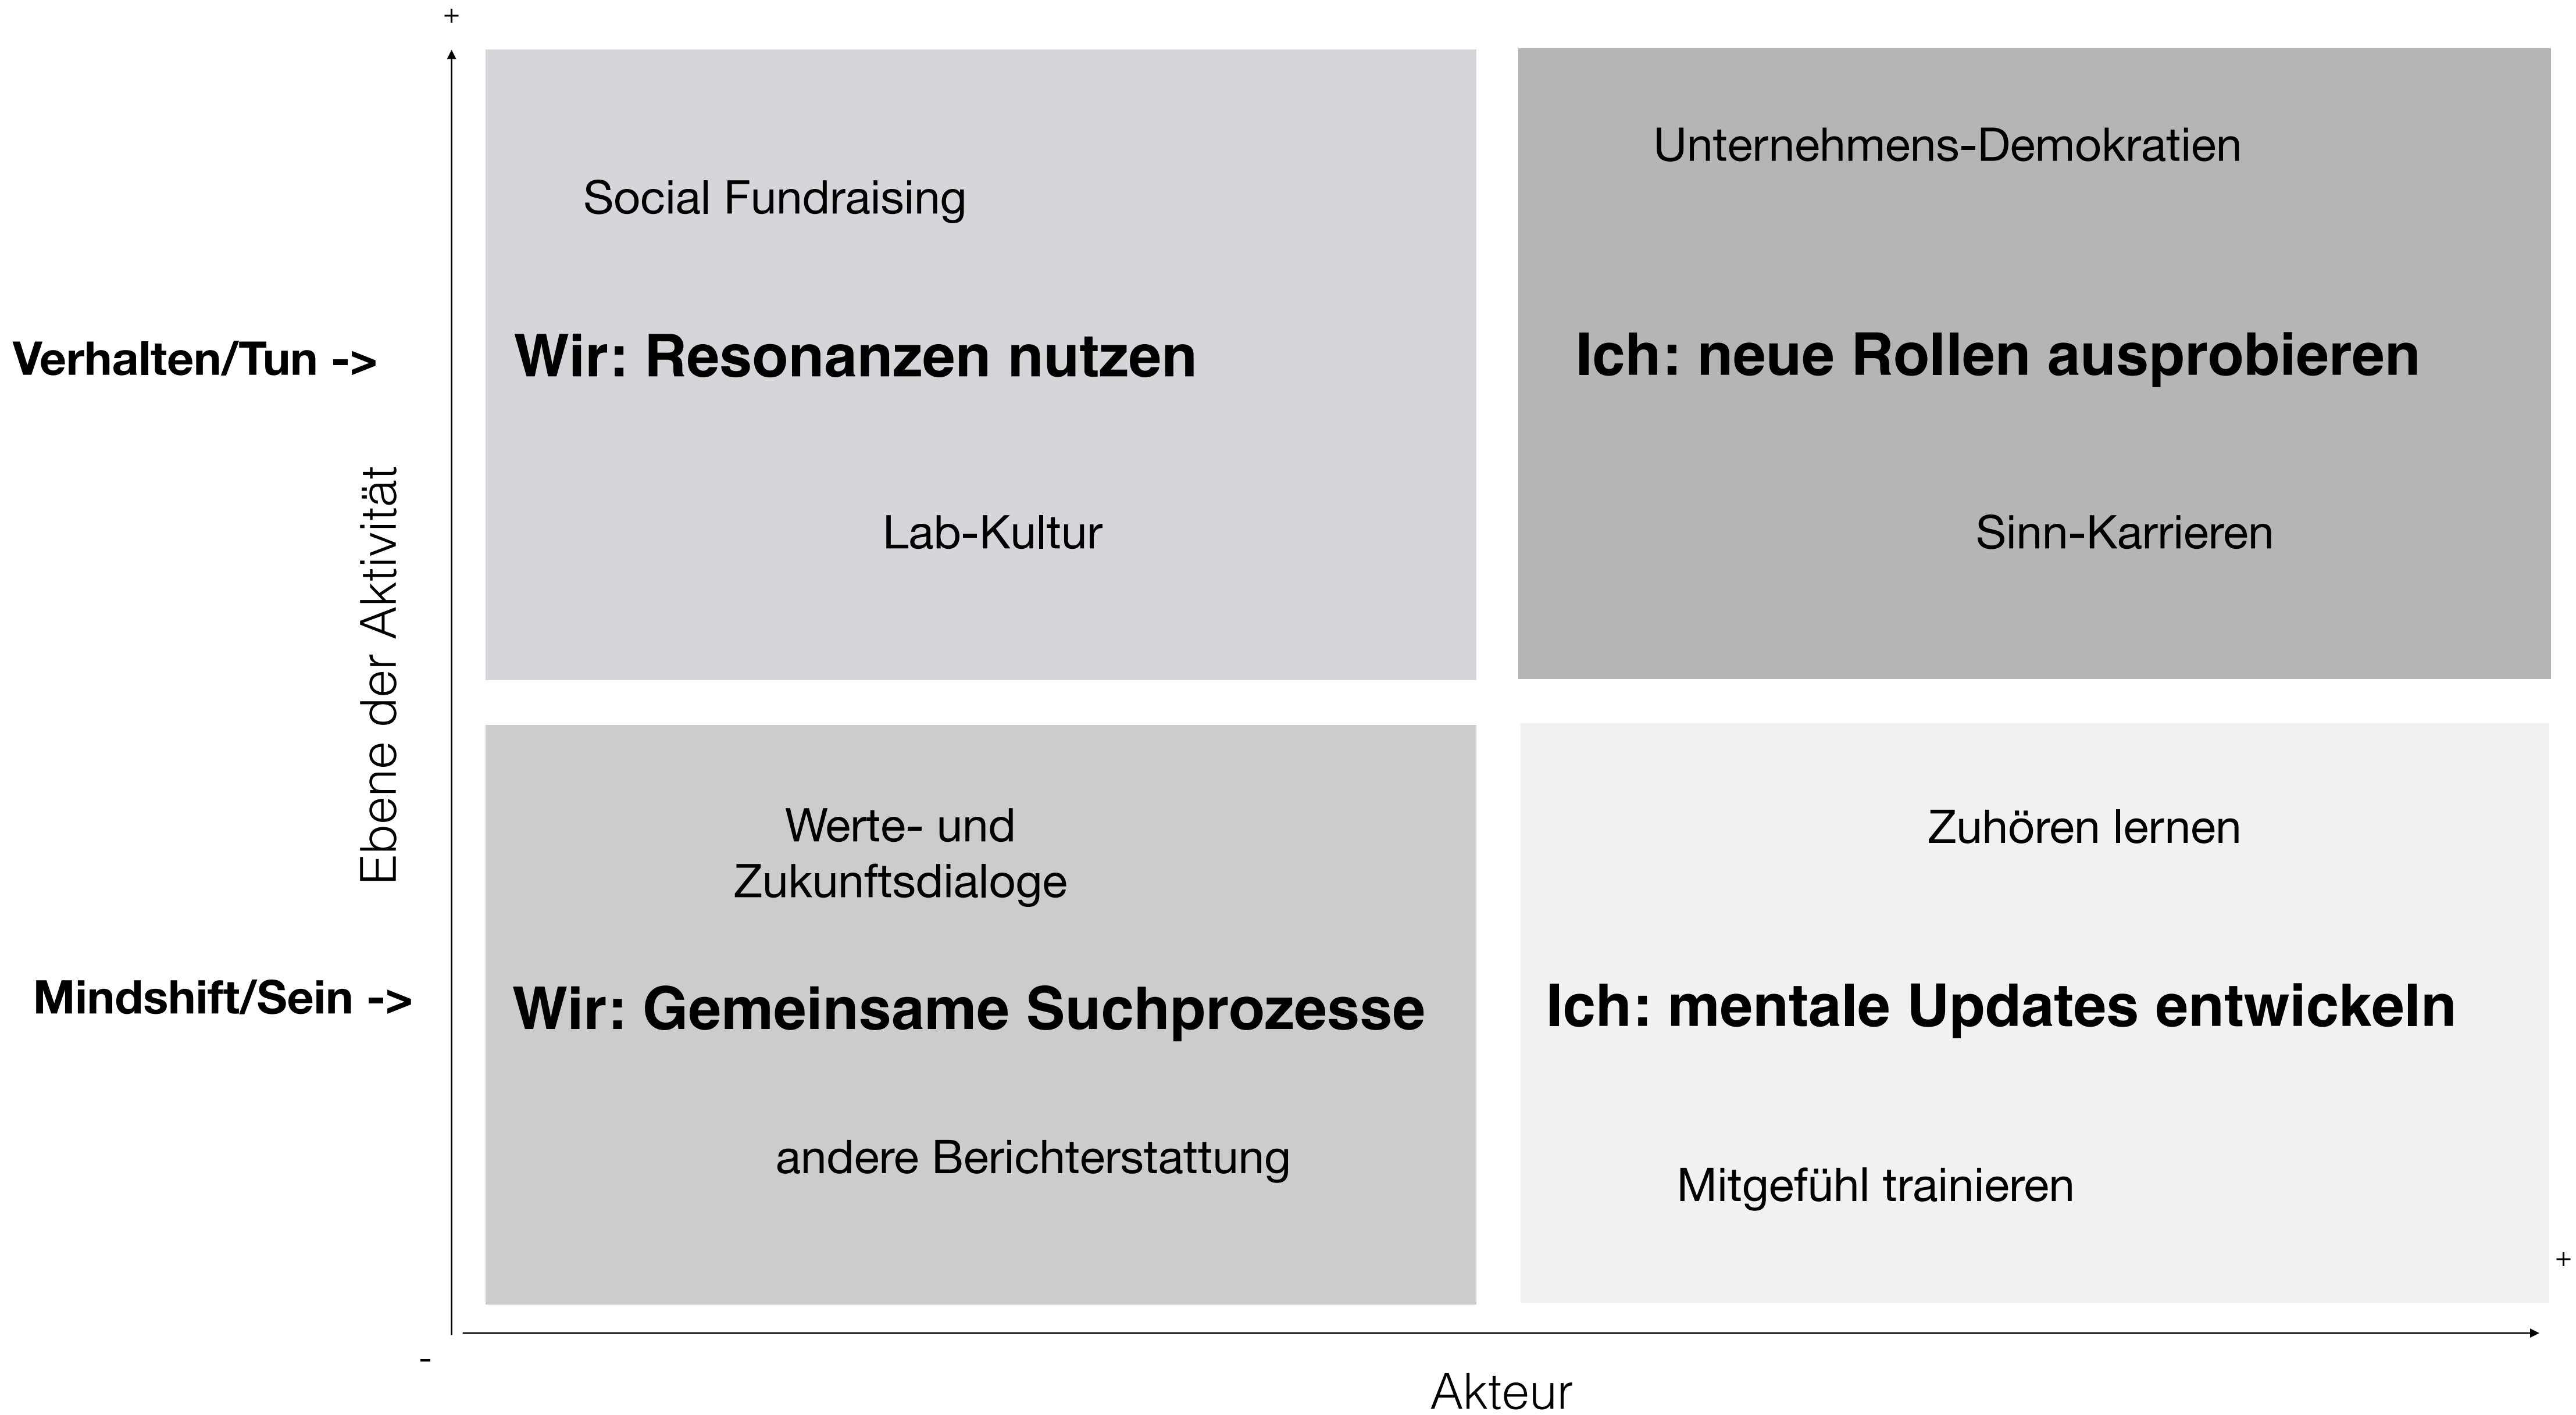 +
Social Fundraising
Unternehmens-Demokratien
Verhalten/Tun ->
Wir: Resonanzen nutzen
Ich: neue Rollen ausprobieren
Lab-Kultur
Sinn-Karrieren
Ebene der Aktivität
Werte- und
Zukunftsdialoge
Zuhören lernen
Mindshift/Sein ->
Wir: Gemeinsame Suchprozesse
Ich: mentale Updates entwickeln
andere Berichterstattung
Mitgefühl trainieren
+
-
Akteur